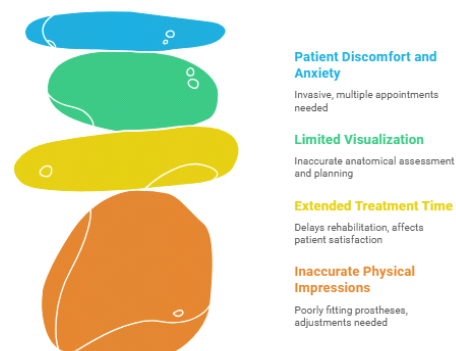 Patient Discomfort and
Anxiety
Invasive, multiple appointments
needed
Limited Visualization
Inaccurate anatomical assessment
and planning
Extended Treatment Time
Delays rehabilitation, affects
patient satisfaction
Inaccurate Physical
Impressions
Poorly fitting prostheses,
adjustments needed